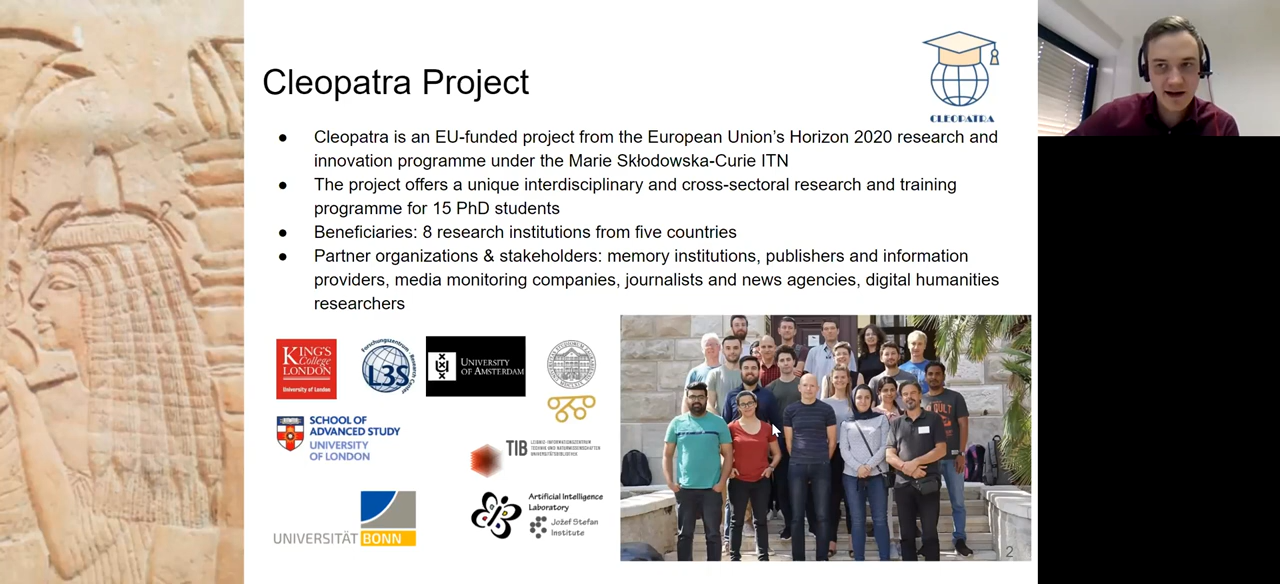 Cleopatra Project
CLEOPATRA
● Cleopatra is an EU-funded project from the European Union's Horizon 2020 research and
innovation programme under the Marie Skłodowska-Curie ITN
● The project offers a unique interdisciplinary and cross-sectoral research and training
programme for 15 PhD students
● Beneficiaries: 8 research institutions from five countries
● Partner organizations & stakeholders: memory institutions, publishers and information
providers, media monitoring companies, journalists and news agencies, digital humanities
researchers
KING'S
College
LONDON
University of London
Forschungszentrum
Research Center
L3S
UNIVERSITY
OF AMSTERDAM
SCHOOL OF
ADVANCED STUDY
UNIVERSITY
OF LONDON
TIB
LEIBNIZ-INFORMATIONSZENTRUM
TECHNIK UND NATURWISSENSCHAFTEN
UNIVERSITÄTSBIBLIOTHEK
UNIVERSITÄT BONN
Artificial Intelligence
Laboratory
Jožef Stefan
Institute
2